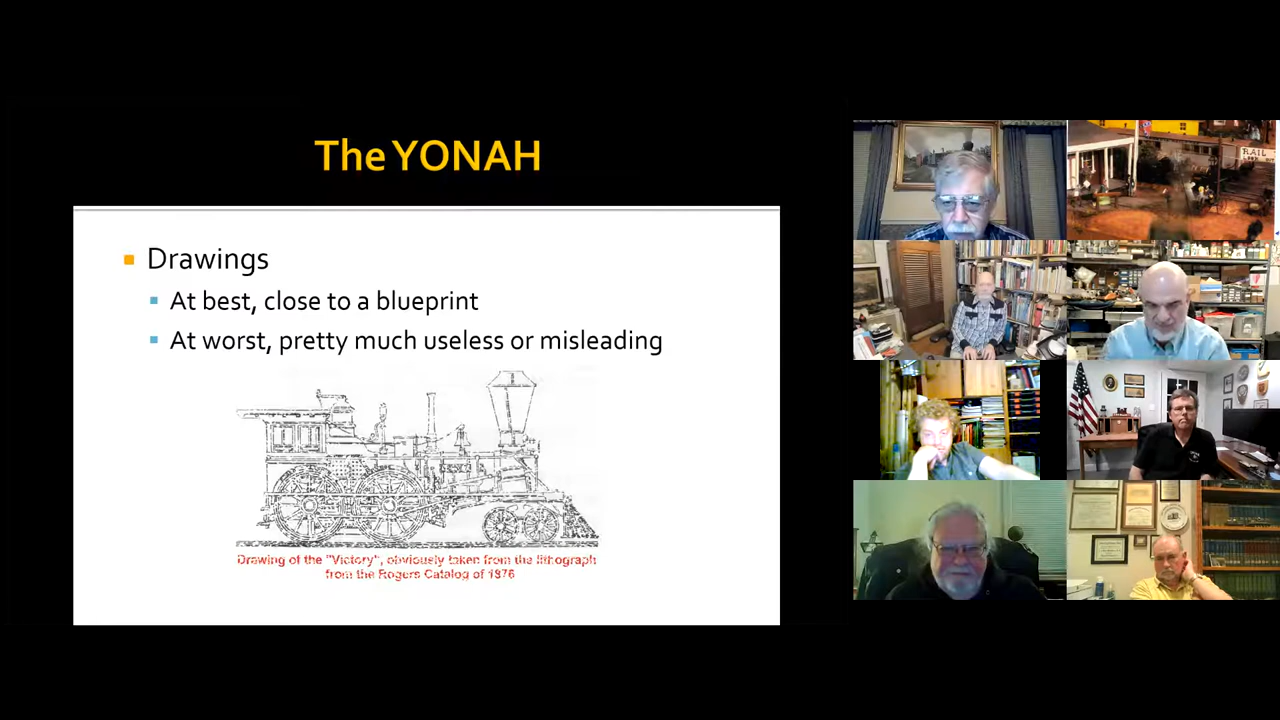 The YONAH
Drawings
At best, close to a blueprint
At worst, pretty much useless or misleading
Drawing of the "Victory", obviously taken from the lithograph
from the Rogers Catalog of 1876
RAIL